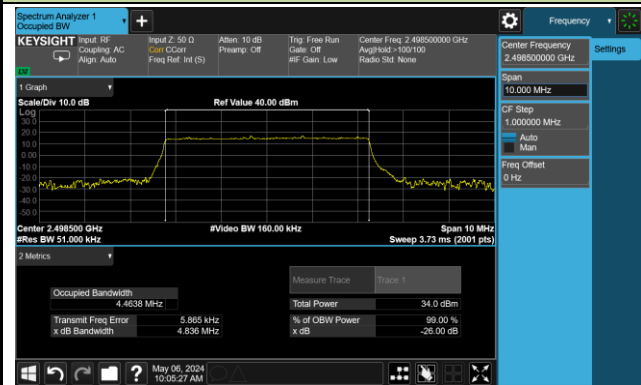 Spectrum Analyzer 1
Occupied BW
Frequency
KEYSIGHT
Input: RF
Coupling: AC
Align: Auto
Input Z: 50 Ω
Corr CCorr
Freq Ref: Int (S)
Atten: 10 dB
Preamp: Off
Trig: Free Run
Gate: Off
#IF Gain: Low
Center Freq: 2.498500000 GHz
Avg|Hold:>100/100
Radio Std: None
Center Frequency
2.498500000 GHz
Settings
Span
10.000 MHz
CF Step
1.000000 MHz
Auto
Man
Freq Offset
0 Hz
1 Graph
Scale/Div 10.0 dB
Ref Value 40.00 dBm
Log
30.0
20.0
10.0
0.00
-10.0
-20.0
-30.0
-40.0
-50.0
Center 2.498500 GHz
#Video BW 160.00 kHz
Span 10 MHz
#Res BW 51.000 kHz
Sweep 3.73 ms (2001 pts)
2 Metrics
Measure Trace
Trace 1
Occupied Bandwidth
4.4638 MHz
Total Power
34.0 dBm
Transmit Freq Error
5.865 kHz
% of OBW Power
99.00 %
x dB Bandwidth
4.836 MHz
x dB
-26.00 dB
?
May 06, 2024
10:05:27 AM